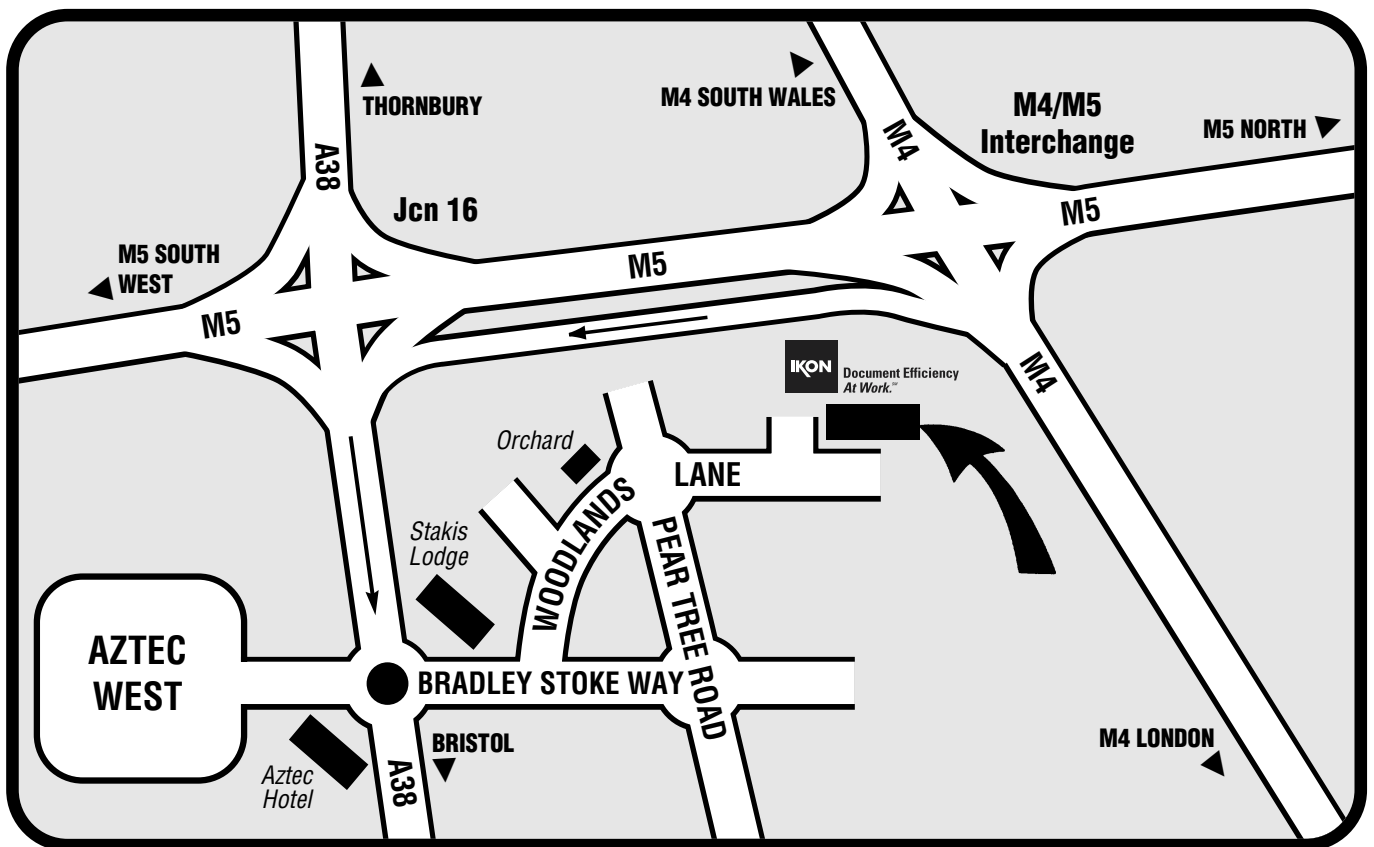 THORNBURY
M4 SOUTH WALES
M4/M5
Interchange
M5 NORTH
A38
M4
Jcn 16
M5
M5 SOUTH
WEST
M5
M5
IKON
Document Efficiency
At Work.™
M4
Orchard
LANE
WOODLANDS
Stakis
Lodge
PEAR TREE ROAD
AZTEC
WEST
BRADLEY STOKE WAY
BRISTOL
M4 LONDON
Aztec
Hotel
A38